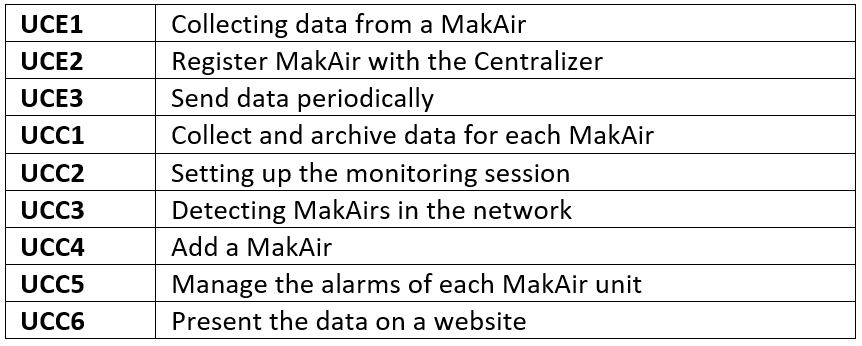 UCE1 Collecting data from a MakAir
UCE2 Register MakAir with the Centralizer
UCE3 Send data periodically
UCC1 Collect and archive data for each MakAir
UCC2 Setting up the monitoring session
UCC3 Detecting MakAirs in the network
UCC4 Add a MakAir
UCC5 Manage the alarms of each MakAir unit
UCC6 Present the data on a website